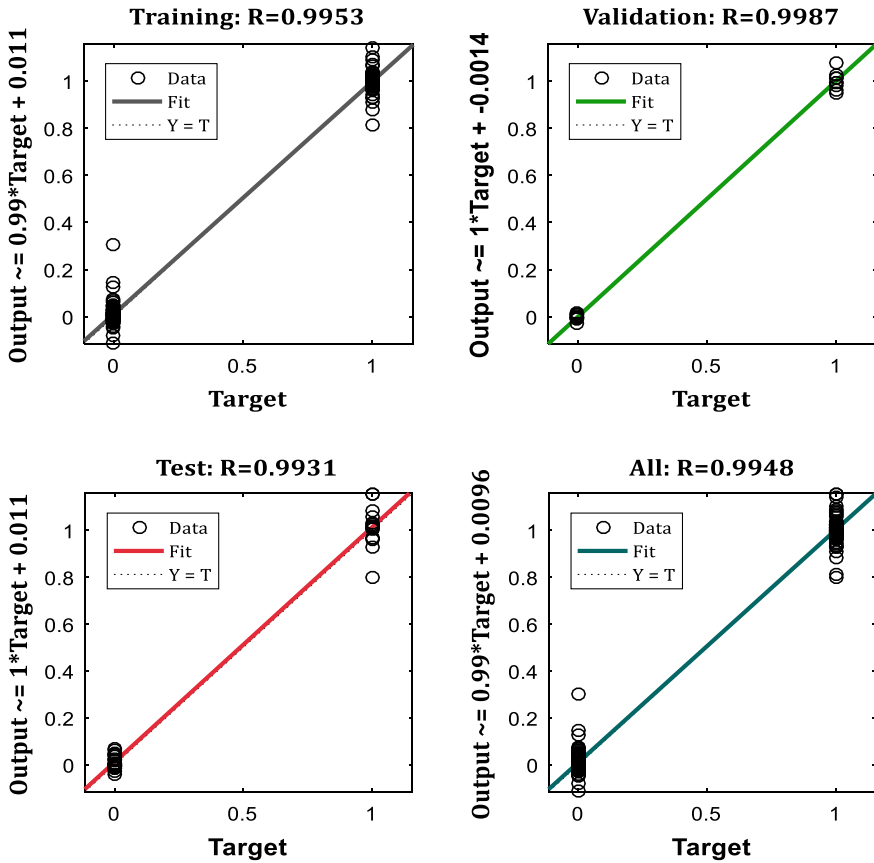 Training: R=0.9953
Output ~= 0.99*Target + 0.011
Data
Fit
Y = T
1
0.8
0.6
0.4
0.2
0
0
0.5
1
Target
Validation: R=0.9987
Output ~= 1*Target + -0.0014
Data
Fit
Y = T
1
0.8
0.6
0.4
0.2
0
0
0.5
1
Target
Test: R=0.9931
Output ~= 1*Target + 0.011
Data
Fit
Y = T
1
0.8
0.6
0.4
0.2
0
0
0.5
1
Target
All: R=0.9948
Output ~= 0.99*Target + 0.0096
Data
Fit
Y = T
1
0.8
0.6
0.4
0.2
0
0
0.5
1
Target